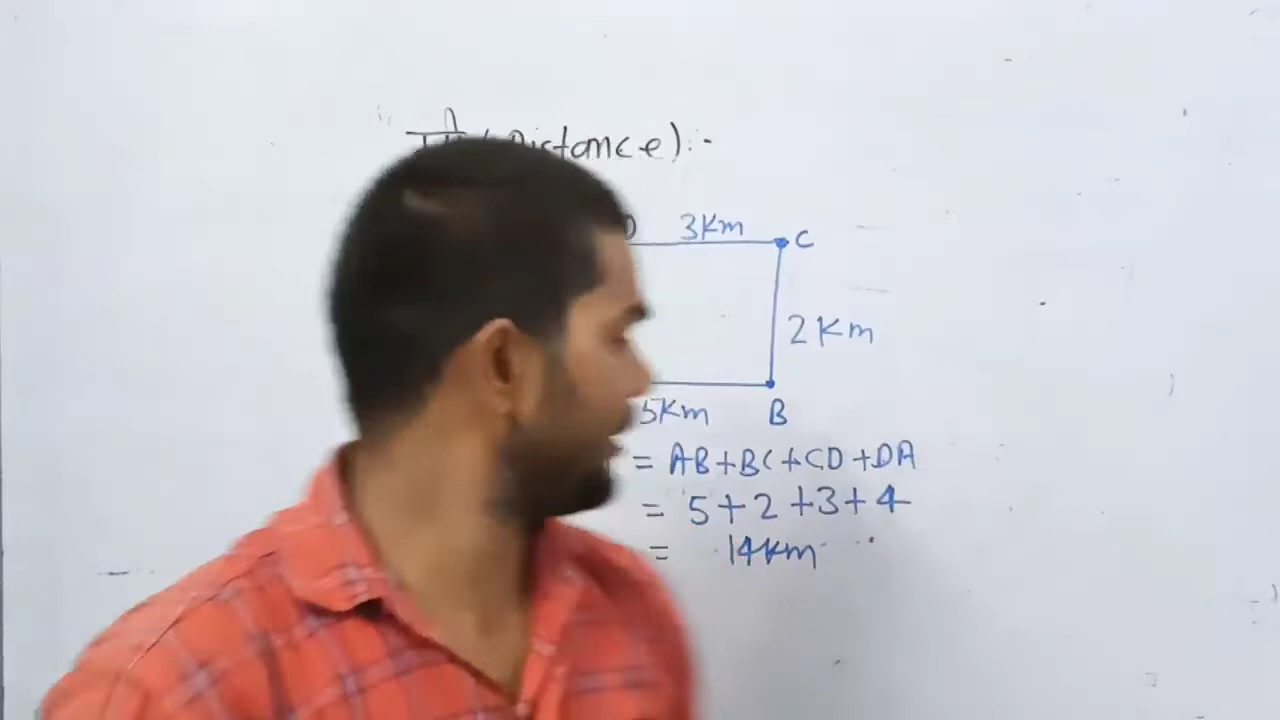 (Distance):-
D 3Km C
2Km
5Km B
= AB+BC+CD+DA
= 5+2+3+4
= 14km